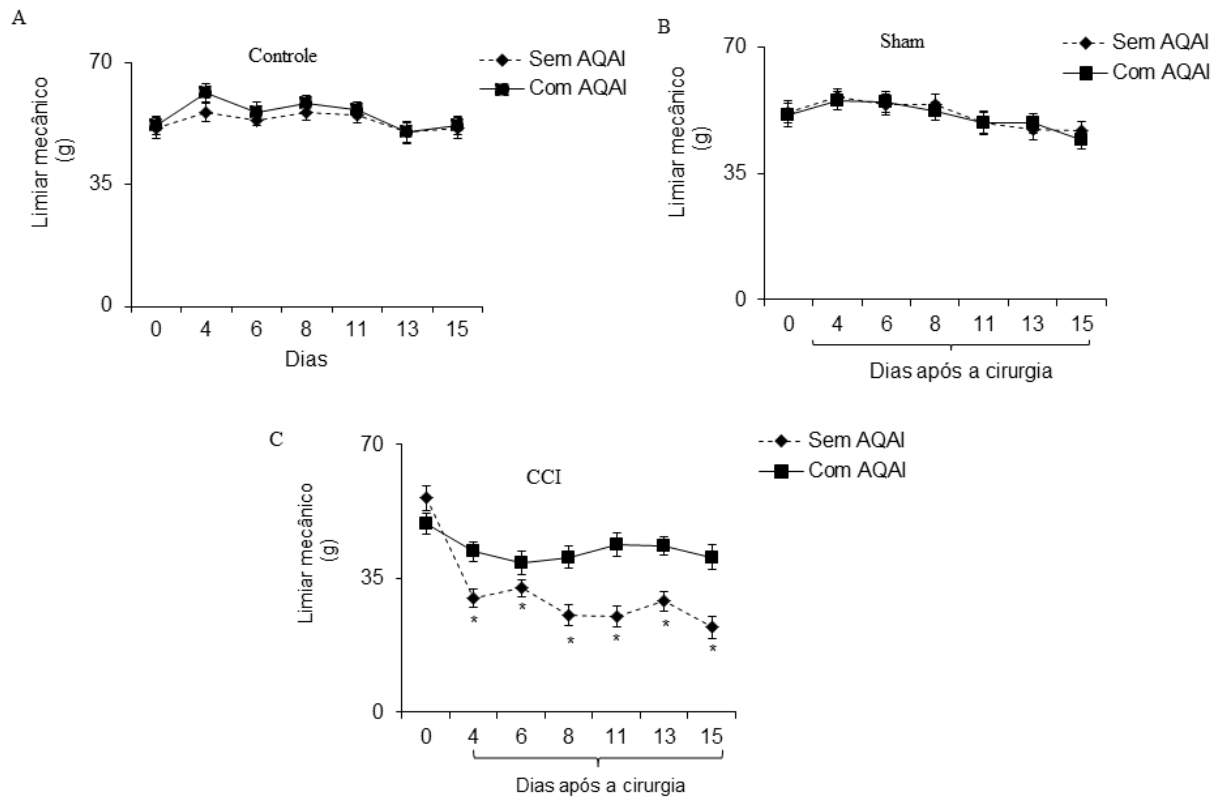 A
Controle
Sem AQAI
Com AQAI
Limiar mecânico
(g)
70
35
0
0 4 6 8 11 13 15
Dias
B
Sham
Sem AQAI
Com AQAI
Limiar mecânico
(g)
70
35
0
0 4 6 8 11 13 15
Dias após a cirurgia
C
CCI
Sem AQAI
Com AQAI
Limiar mecânico
(g)
70
35
0
* * * * * *
0 4 6 8 11 13 15
Dias após a cirurgia